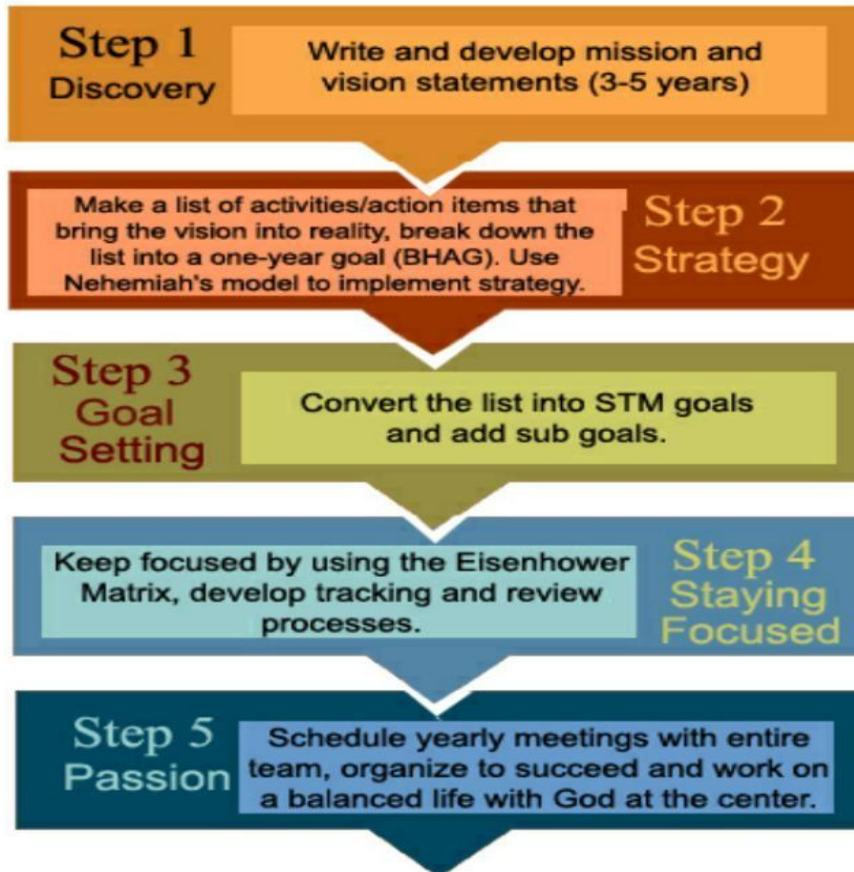 Step 1
Discovery
Write and develop mission and
vision statements (3-5 years)
Make a list of activities/action items that
bring the vision into reality, break down the
list into a one-year goal (BHAG). Use
Nehemiah's model to implement strategy.
Step 2
Strategy
Step 3
Goal
Setting
Convert the list into STM goals
and add sub goals.
Keep focused by using the Eisenhower
Matrix, develop tracking and review
processes.
Step 4
Staying
Focused
Step 5
Passion
Schedule yearly meetings with entire
team, organize to succeed and work on
a balanced life with God at the center.